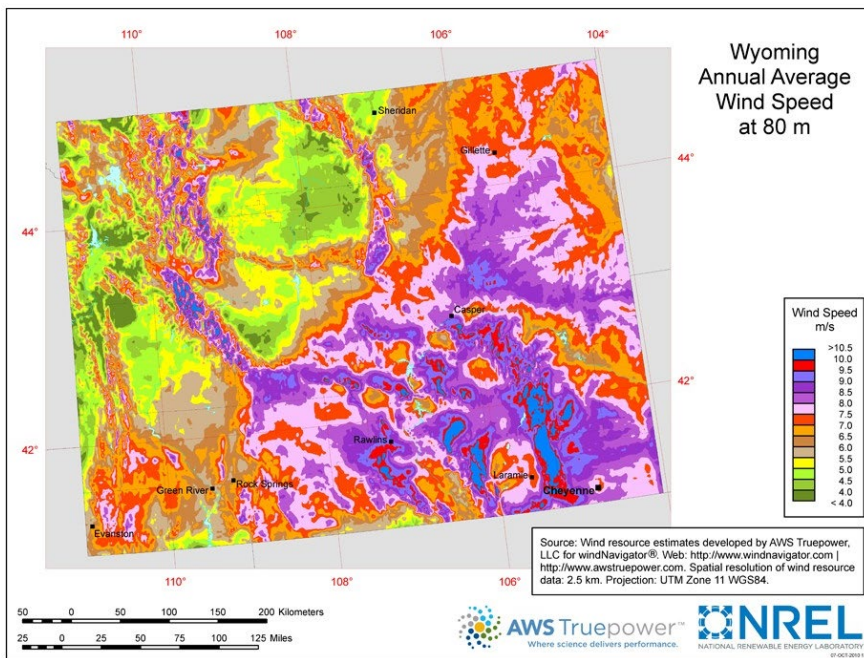 Wyoming
Annual Average
Wind Speed
at 80 m
110°
108°
106°
104°
Sheridan
Gillette
44°
44°
Casper
42°
42°
Rawlins
Laramie
Cheyenne
Green River
Rock Springs
Evanston
110°
108°
106°
Wind Speed
m/s
>10.5
10.0
9.5
9.0
8.5
8.0
7.5
7.0
6.5
6.0
5.5
5.0
4.5
4.0
< 4.0
Source: Wind resource estimates developed by AWS Truepower,
LLC for windNavigator®. Web: http://www.windnavigator.com |
http://www.awstruepower.com. Spatial resolution of wind resource
data: 2.5 km. Projection: UTM Zone 11 WGS84.
50 0 50 100 150 200 Kilometers
25 0 25 50 75 100 125 Miles
AWS Truepower™
Where science delivers performance.
NREL
NATIONAL RENEWABLE ENERGY LABORATORY